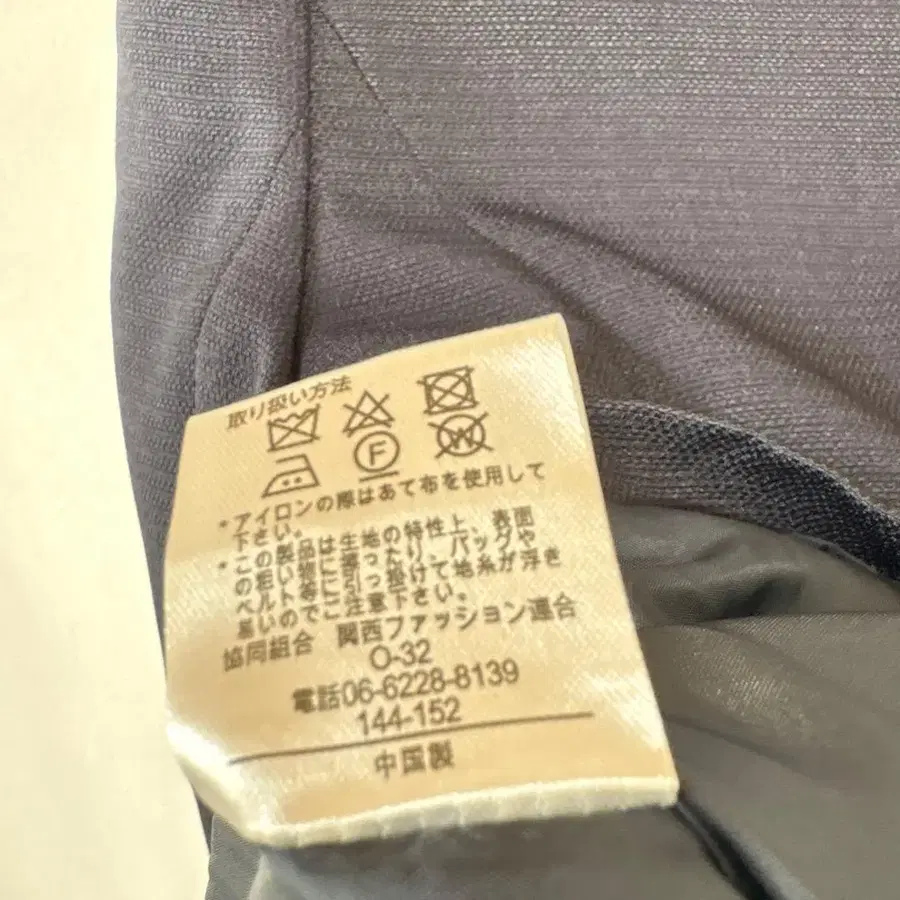 取り扱い方法
F
W
*アイロンの際はあて布を使用して
下さい。
*この製品は生地の特性上、表面
の粗い物に擦ったり、バッグや
ベルト等に引っ掛けて地糸が浮き
易いのでご注意下さい。
協同組合 関西ファッション連合
O-32
電話06-6228-8139
144-152
中国製